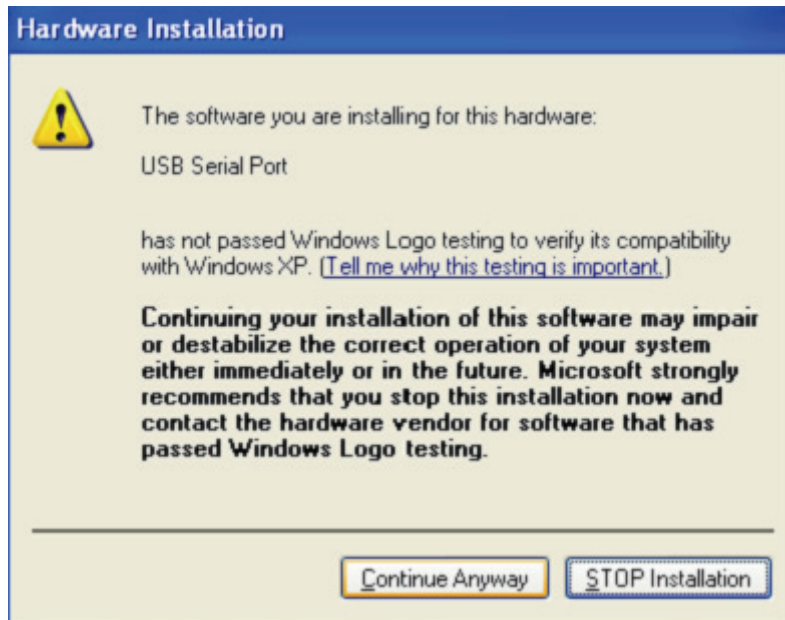 Hardware Installation
The software you are installing for this hardware:
USB Serial Port
has not passed Windows Logo testing to verify its compatibility
with Windows XP. (Tell me why this testing is important.)
Continuing your installation of this software may impair
or destabilize the correct operation of your system
either immediately or in the future. Microsoft strongly
recommends that you stop this installation now and
contact the hardware vendor for software that has
passed Windows Logo testing.
Continue Anyway STOP Installation